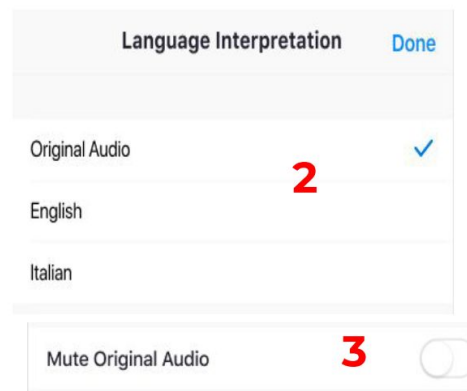 Language Interpretation Done
Original Audio
2
English
Italian
Mute Original Audio 3